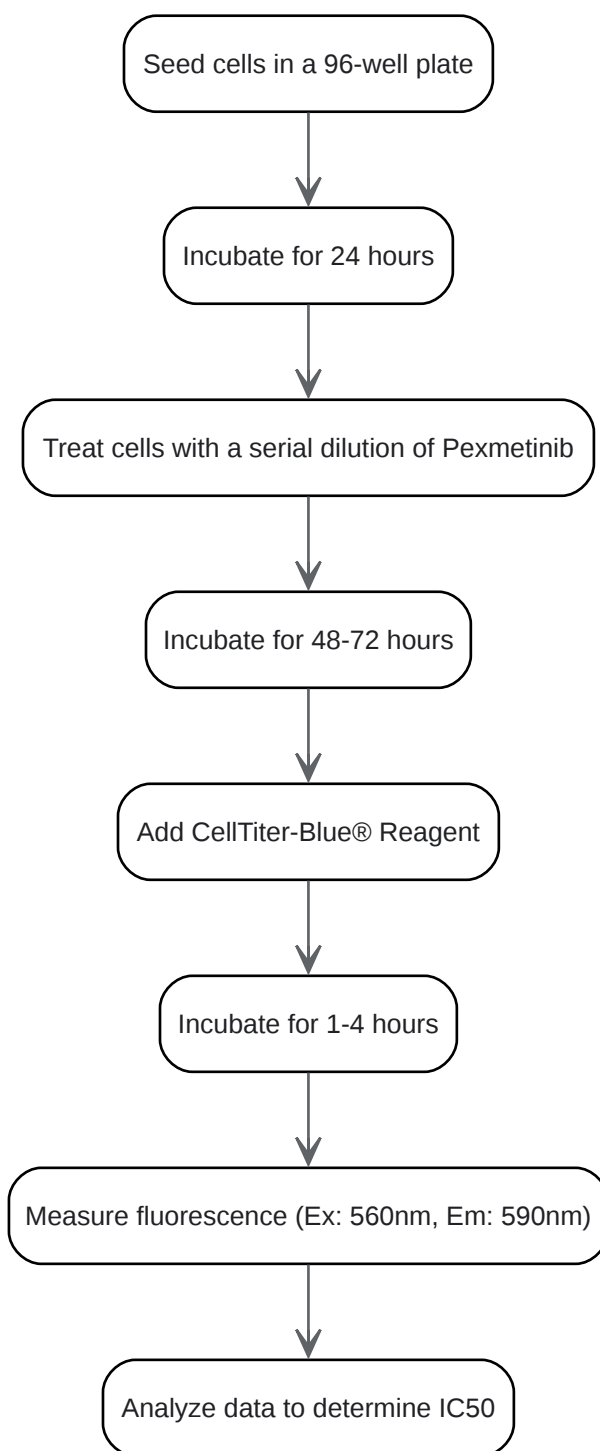 Seed cells in a 96-well plate
Incubate for 24 hours
Treat cells with a serial dilution of Pexmetinib
Incubate for 48-72 hours
Add CellTiter-Blue® Reagent
Incubate for 1-4 hours
Measure fluorescence (Ex: 560nm, Em: 590nm)
Analyze data to determine IC50